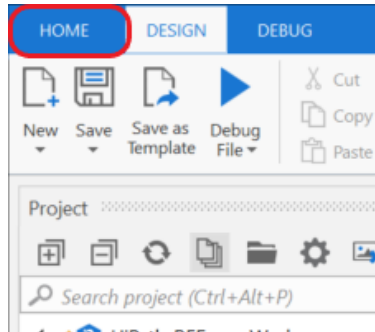 HOME DESIGN DEBUG
New Save Save as Template Debug File
Cut
Copy
Paste
Project
Search project (Ctrl+Alt+P)